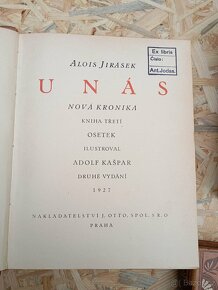 ALOIS JIRÁSEK
U NÁS
NOVÁ KRONIKA
KNIHA TŘETÍ
OSETEK
ILUSTROVAL
ADOLF KAŠPAR
DRUHÉ VYDÁNÍ
1927
NAKLADATELSTVÍ J. OTTO, SPOL. S R. O.
PRAHA
Ex libris
Číslo:
Ant. Jodas.